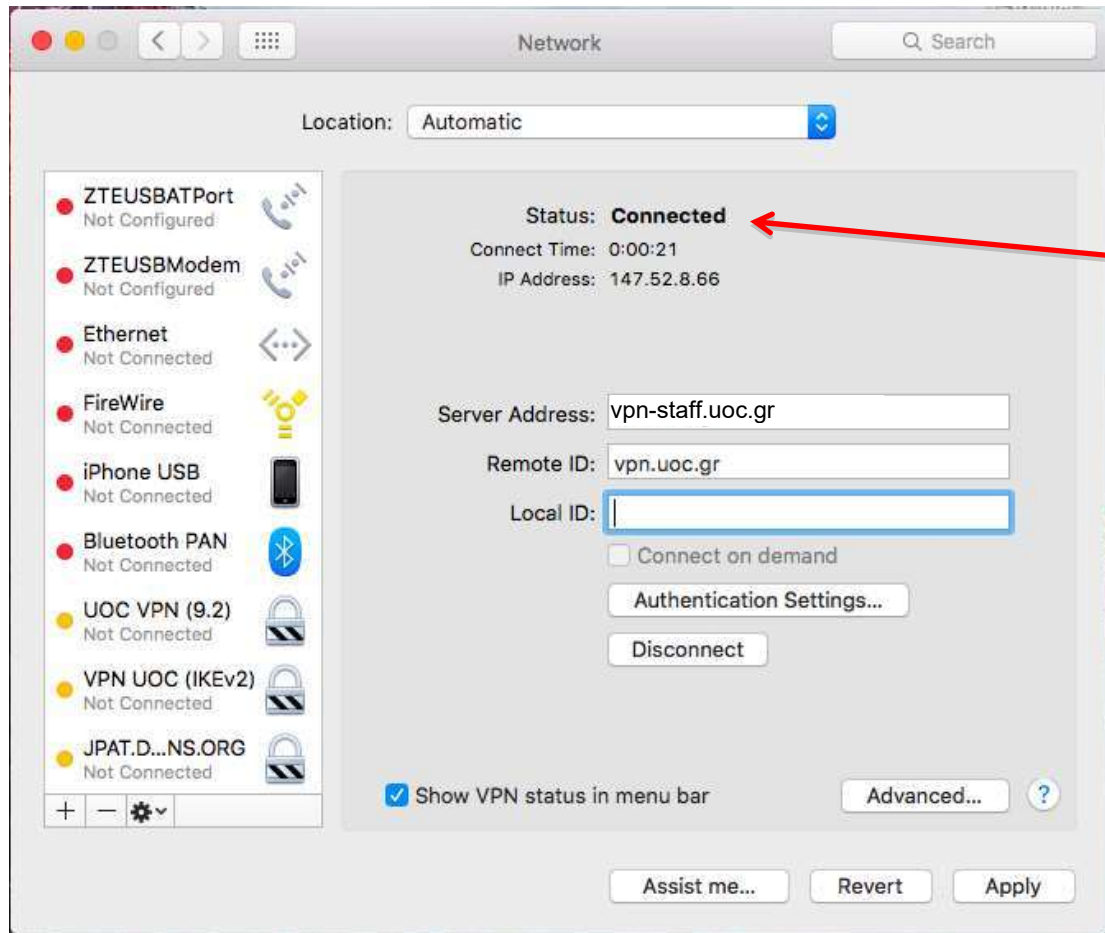 Network
Search
Location: Automatic
ZTEUSBATPort
Not Configured
ZTEUSBModem
Not Configured
Ethernet
Not Connected
FireWire
Not Connected
iPhone USB
Not Connected
Bluetooth PAN
Not Connected
UOC VPN (9.2)
Not Connected
VPN UOC (IKEv2)
Not Connected
JPAT.D...NS.ORG
Not Connected
Status: Connected
Connect Time: 0:00:21
IP Address: 147.52.8.66
Server Address: vpn-staff.uoc.gr
Remote ID: vpn.uoc.gr
Local ID:
Connect on demand
Authentication Settings...
Disconnect
Show VPN status in menu bar
Advanced... ?
Assist me... Revert Apply